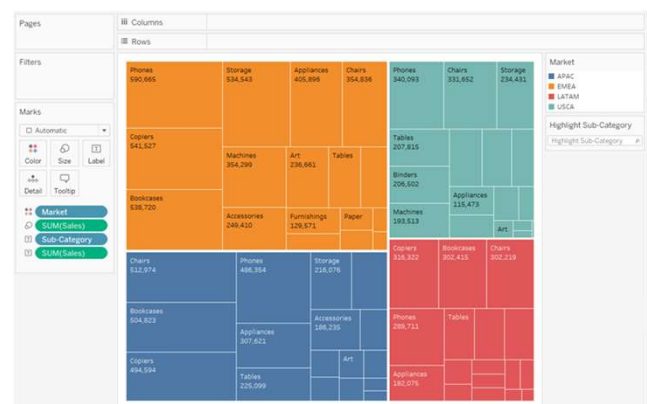 Pages
Columns
Rows
Filters
Marks
Automatic
Color
Size
Label
Detail
Tooltip
Market
SUM(Sales)
Sub-Category
SUM(Sales)
Phones
590,665
Copiers
541,527
Bookcases
538,720
Storage
534,543
Machines
354,299
Accessories
249,410
Appliances
405,896
Chairs
354,836
Art
236,661
Tables
Furnishings
129,571
Paper
Phones
340,093
Tables
207,815
Binders
206,502
Machines
193,513
Chairs
331,652
Storage
234,431
Appliances
115,473
Art
Chairs
512,974
Bookcases
504,823
Copiers
494,594
Phones
486,354
Appliances
307,621
Tables
225,099
Storage
216,076
Accessories
186,235
Art
Copiers
316,322
Bookcases
302,415
Chairs
302,219
Phones
289,711
Tables
Appliances
182,075
Market
APAC
EMEA
LATAM
USCA
Highlight Sub-Category
Highlight Sub-Category